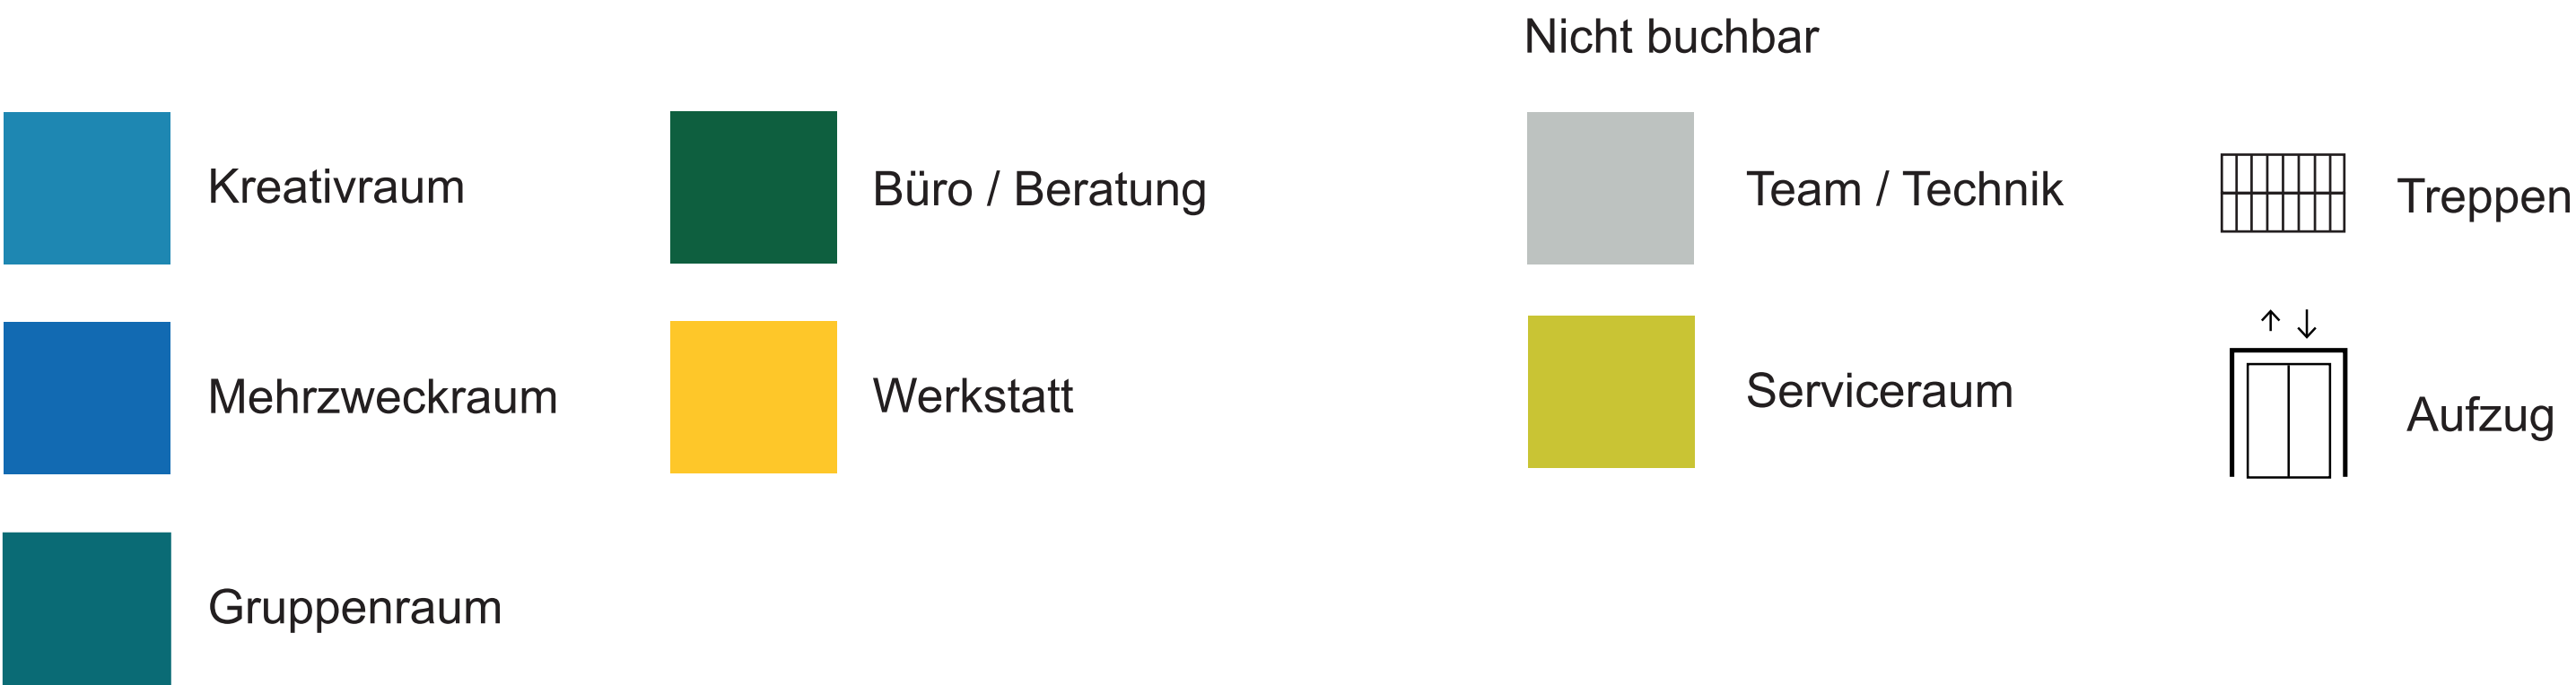 Nicht buchbar
Kreativraum
Büro / Beratung
Team / Technik
Treppen
Mehrzweckraum
Werkstatt
Serviceraum
Aufzug
Gruppenraum